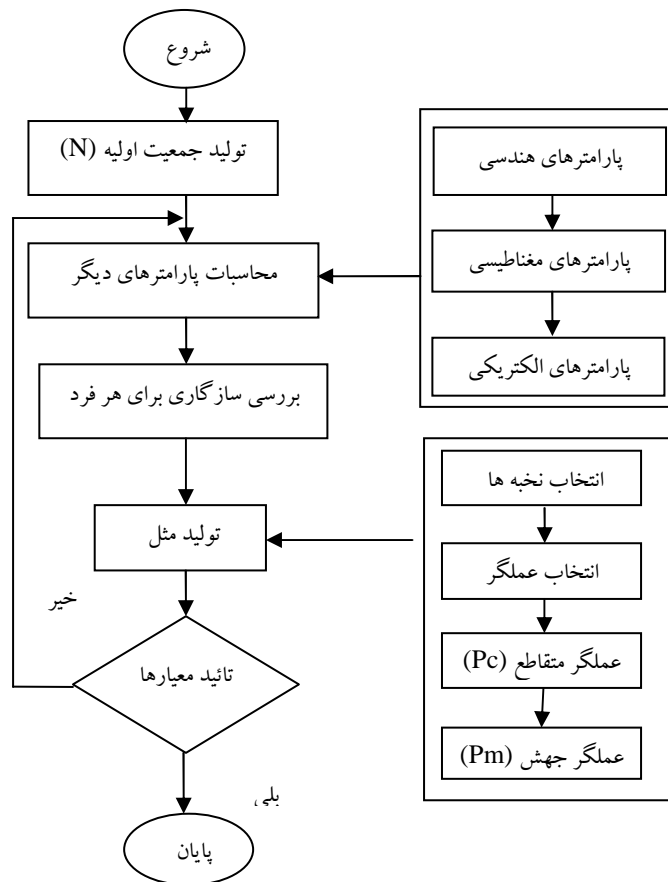 شروع
تولید جمعیت اولیه (N)
محاسبات پارامترهای دیگر
بررسی سازگاری برای هر فرد
تولید مثل
خیر
تائید معیارها
بلی
پایان
پارامترهای هندسی
پارامترهای مغناطیسی
پارامترهای الکتریکی
انتخاب نخبه ها
انتخاب عملگر
عملگر متقاطع (Pc)
عملگر جهش (Pm)